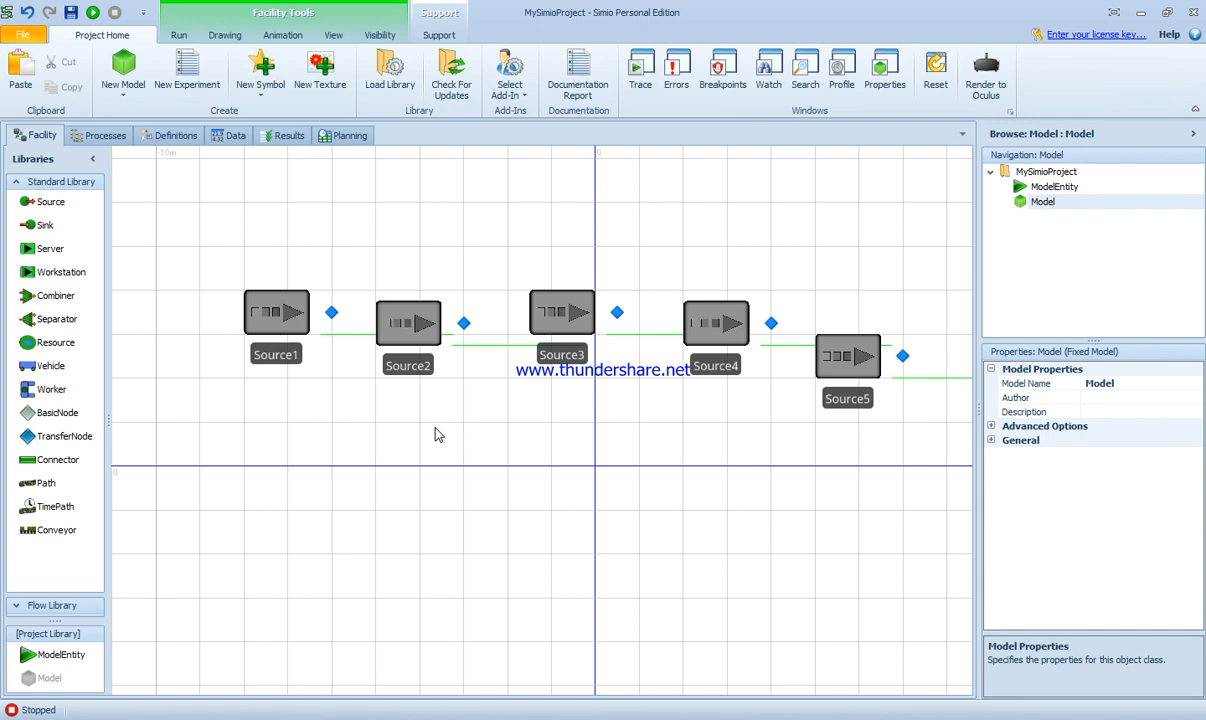 Facility Tools
Support
MySimioProject - Simio Personal Edition
File
Project Home
Run
Drawing
Animation
View
Visibility
Support
Enter your license key...
Help
Paste
Cut
Copy
Clipboard
New Model
New Experiment
New Symbol
New Texture
Create
Load Library
Check For Updates
Library
Select Add-In
Add-Ins
Documentation Report
Documentation
Trace
Errors
Breakpoints
Watch
Search
Profile
Properties
Windows
Reset
Render to Oculus
Facility
Processes
Definitions
Data
Results
Planning
Libraries
Standard Library
Source
Sink
Server
Workstation
Combiner
Separator
Resource
Vehicle
Worker
BasicNode
TransferNode
Connector
Path
TimePath
Conveyor
Flow Library
[Project Library]
ModelEntity
Model
-10m
0
0
Source1
Source2
Source3
Source4
Source5
www.thundershare.net
Browse: Model : Model
Navigation: Model
MySimioProject
ModelEntity
Model
Properties: Model (Fixed Model)
Model Properties
Model Name Model
Author
Description
Advanced Options
General
Model Properties
Specifies the properties for this object class.
Stopped